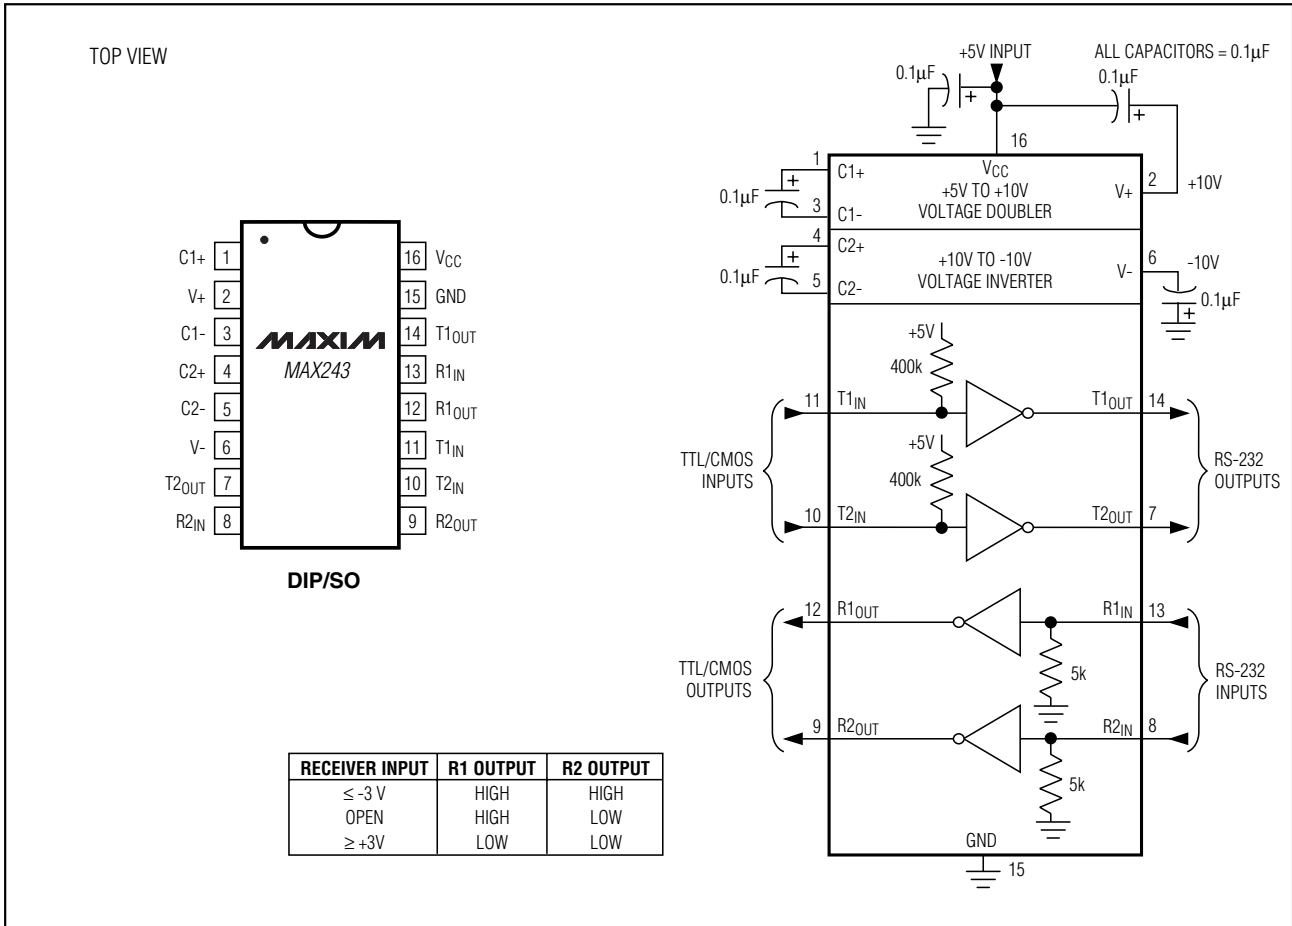 TOP VIEW
C1+ 1
V+ 2
C1- 3
C2+ 4
C2- 5
V- 6
T2OUT 7
R2IN 8
16 VCC
15 GND
14 T1OUT
13 R1IN
12 R1OUT
11 T1IN
10 T2IN
9 R2OUT
MAXIM
MAX243
DIP/SO
RECEIVER INPUT R1 OUTPUT R2 OUTPUT
≤ -3 V HIGH HIGH
OPEN HIGH LOW
≥ +3V LOW LOW
+5V INPUT
ALL CAPACITORS = 0.1µF
0.1µF
+
0.1µF
+
16
VCC
+5V TO +10V
VOLTAGE DOUBLER
1
C1+
+
0.1µF
3
C1-
V+
2
+10V
4
C2+
+
0.1µF
5
C2-
+10V TO -10V
VOLTAGE INVERTER
V-
6
-10V
0.1µF
+
+5V
400k
11 T1IN
T1OUT 14
+5V
400k
TTL/CMOS
INPUTS
RS-232
OUTPUTS
10 T2IN
T2OUT 7
12 R1OUT
R1IN 13
5k
TTL/CMOS
OUTPUTS
RS-232
INPUTS
9 R2OUT
R2IN 8
5k
GND
15